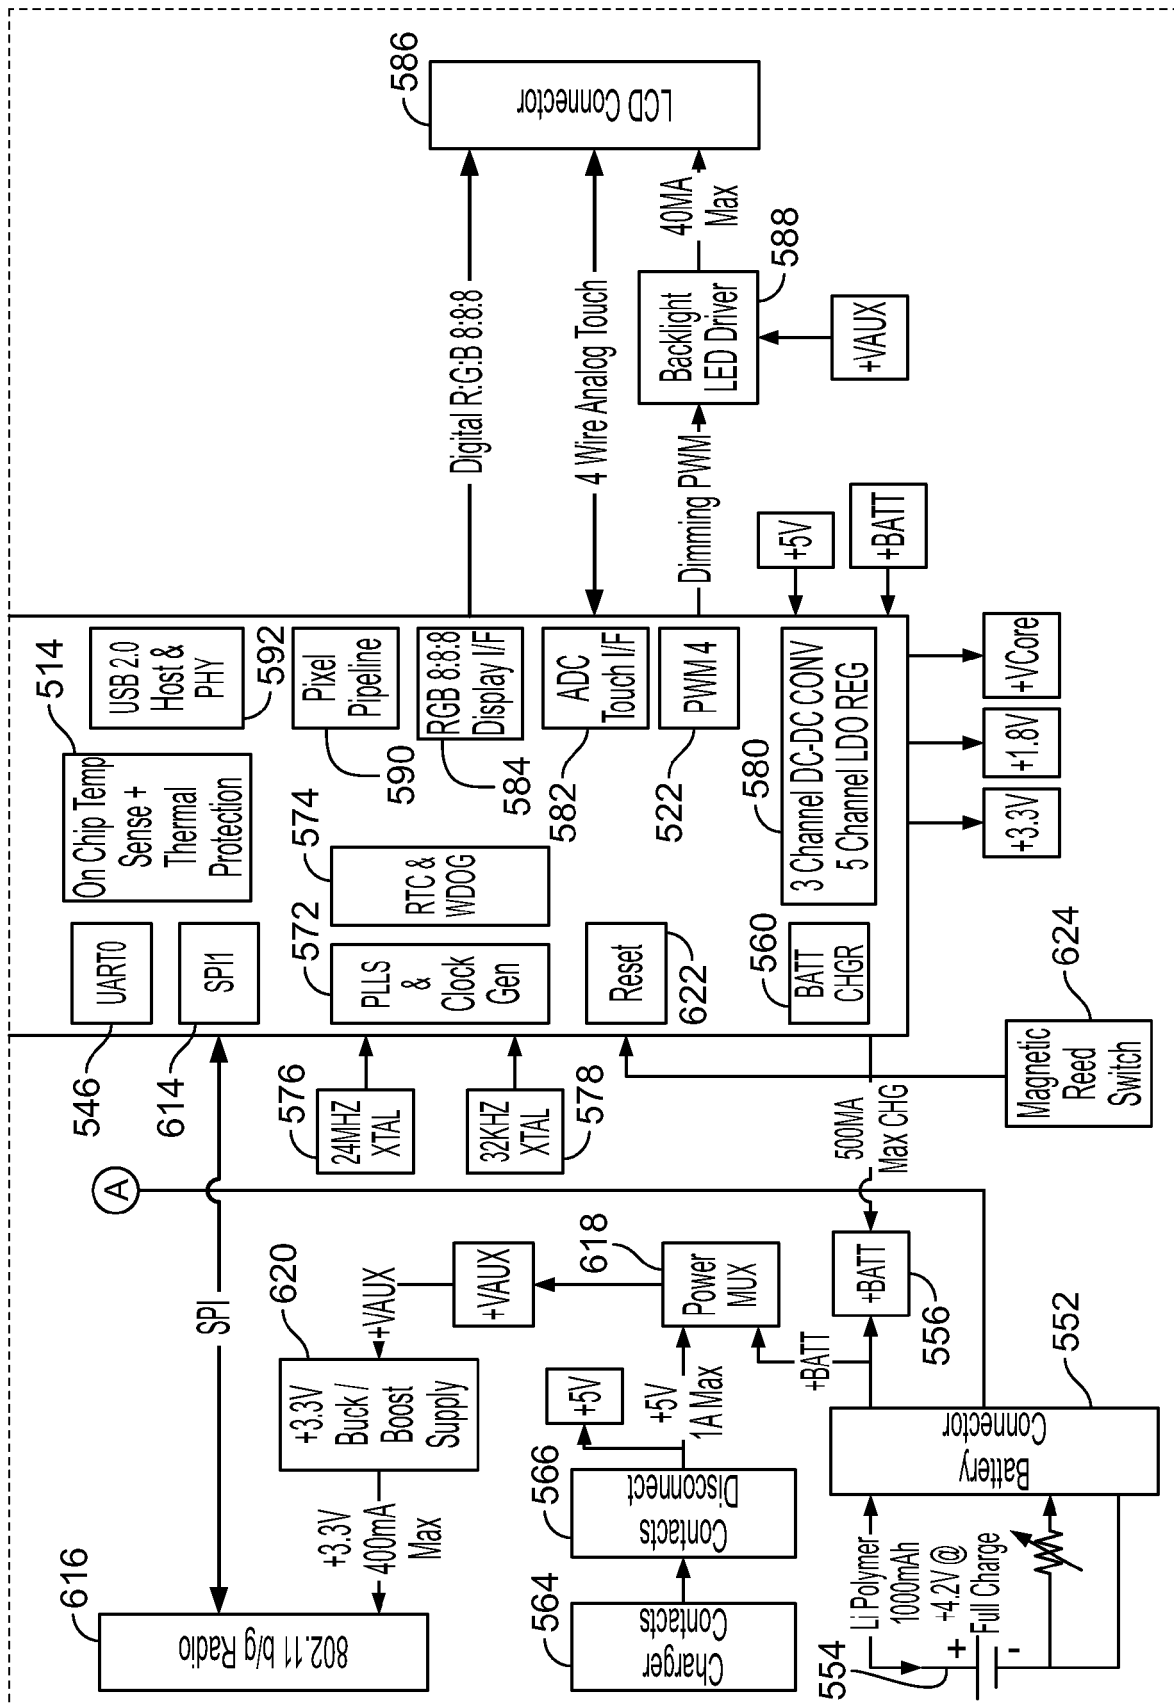 616
802.11 b/g Radio
SPI
+3.3V
400mA
Max
620
+3.3V
Buck /
Boost
Supply
+VAUX
+VAUX
564
Charger
Contacts
566
Contacts
Disconnect
+5V
+5V
1A Max
618
Power
MUX
+BATT
554
+
-
Li Polymer
1000mAh
+4.2V @
Full Charge
552
Battery
Connector
+BATT
556
500MA
Max CHG
A
546
UART0
614
SPI1
576
24MHZ
XTAL
32KHZ
XTAL
578
624
Magnetic
Reed
Switch
514
On Chip Temp
Sense +
Thermal
Protection
USB 2.0
Host &
PHY
592
572
PLLS
&
Clock
Gen
574
RTC &
WDOG
Pixel
Pipeline
590
RGB 8:8:8
Display I/F
584
ADC
Touch I/F
582
PWM 4
522
Reset
622
560
BATT
CHGR
580
3 Channel DC-DC CONV
5 Channel LDO REG
+3.3V
+1.8V
+VCore
+5V
+BATT
Digital R:G:B 8:8:8
4 Wire Analog Touch
Dimming PWM
Backlight
LED Driver
588
+VAUX
40MA
Max
586
LCD Connector